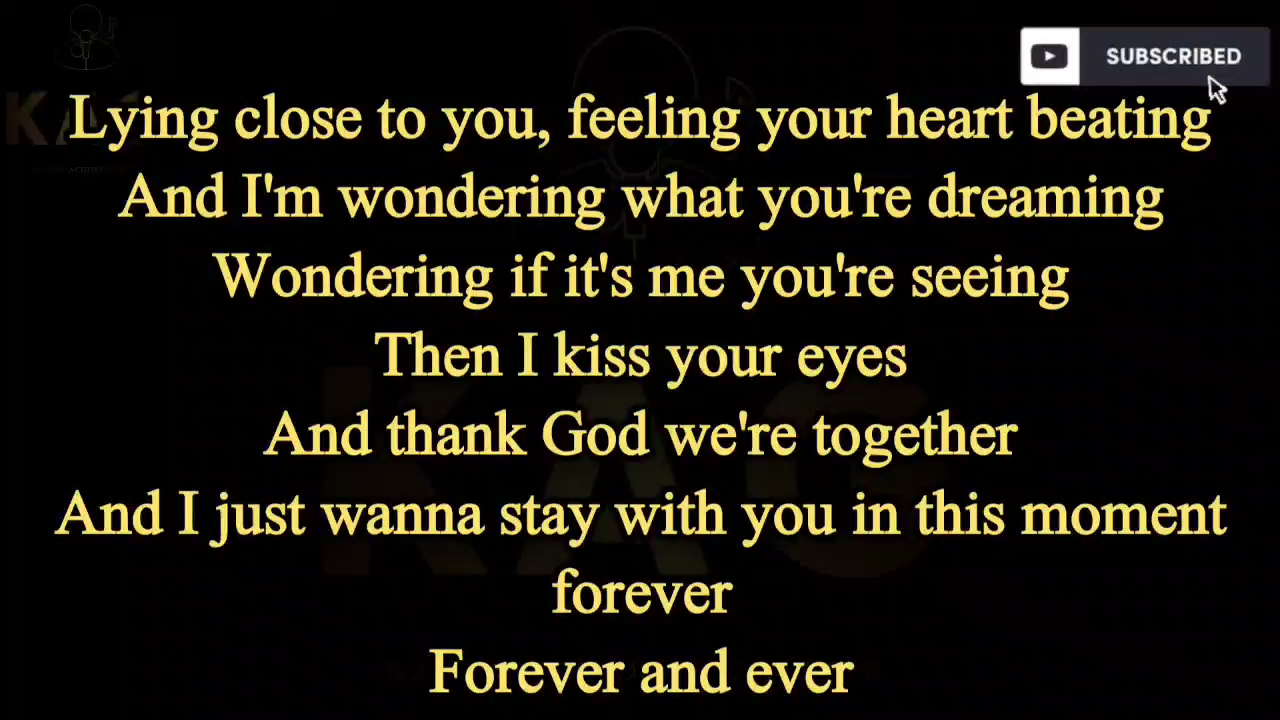 SUBSCRIBED
Lying close to you, feeling your heart beating
And I'm wondering what you're dreaming
Wondering if it's me you're seeing
Then I kiss your eyes
And thank God we're together
And I just wanna stay with you in this moment
forever
Forever and ever
KAC